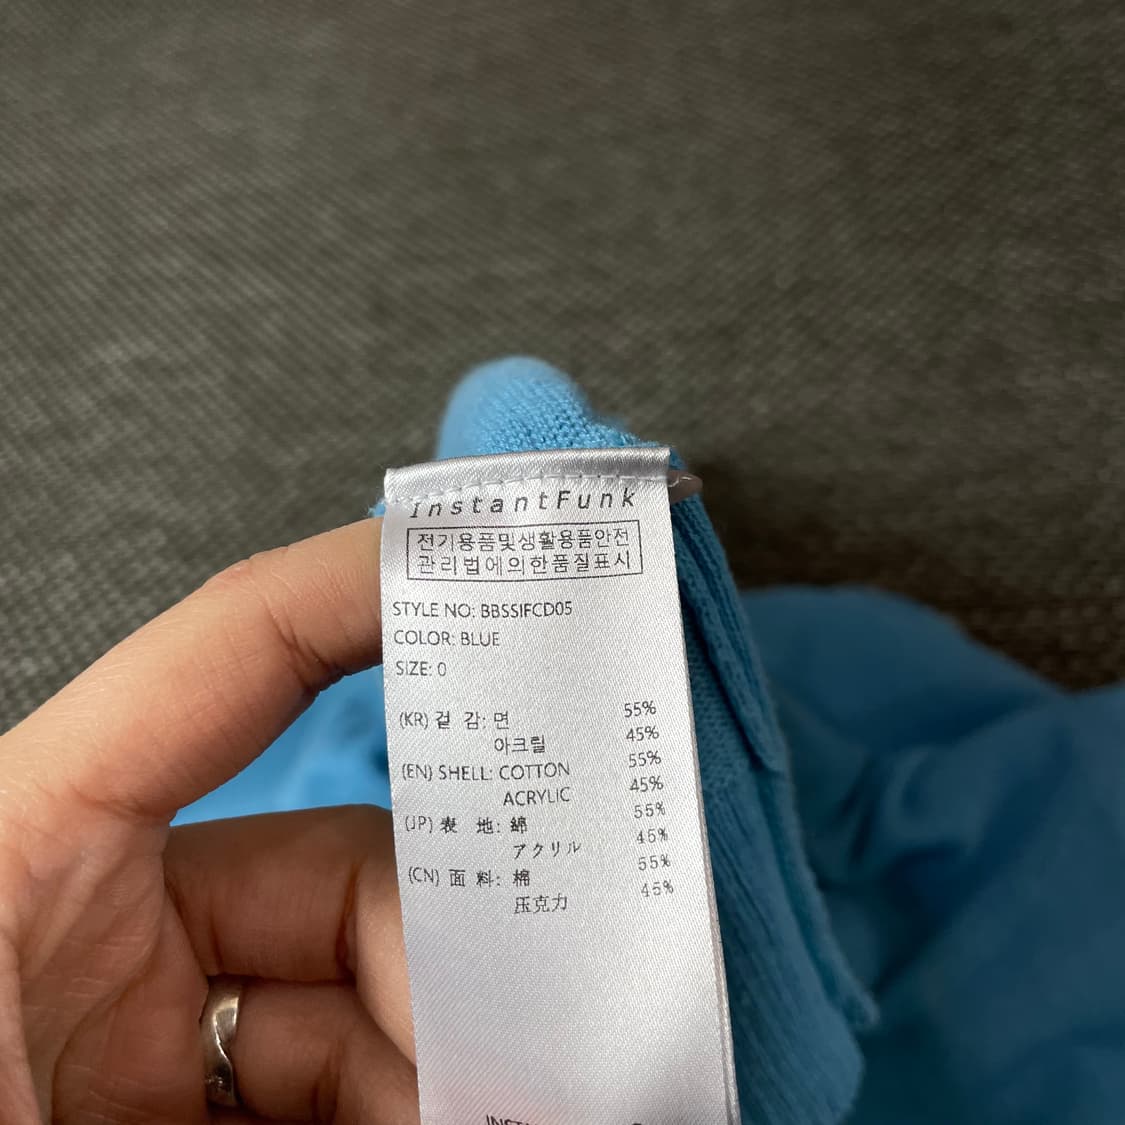 InstantFunk
전기용품및생활용품안전
관리법에의한품질표시
STYLE NO: BBSSIFCD05
COLOR: BLUE
SIZE: 0
(KR) 겉 감: 면 55%
아크릴 45%
(EN) SHELL: COTTON 55%
ACRYLIC 45%
(JP) 表 地: 綿 55%
アクリル 45%
(CN) 面 料: 棉 55%
压克力 45%